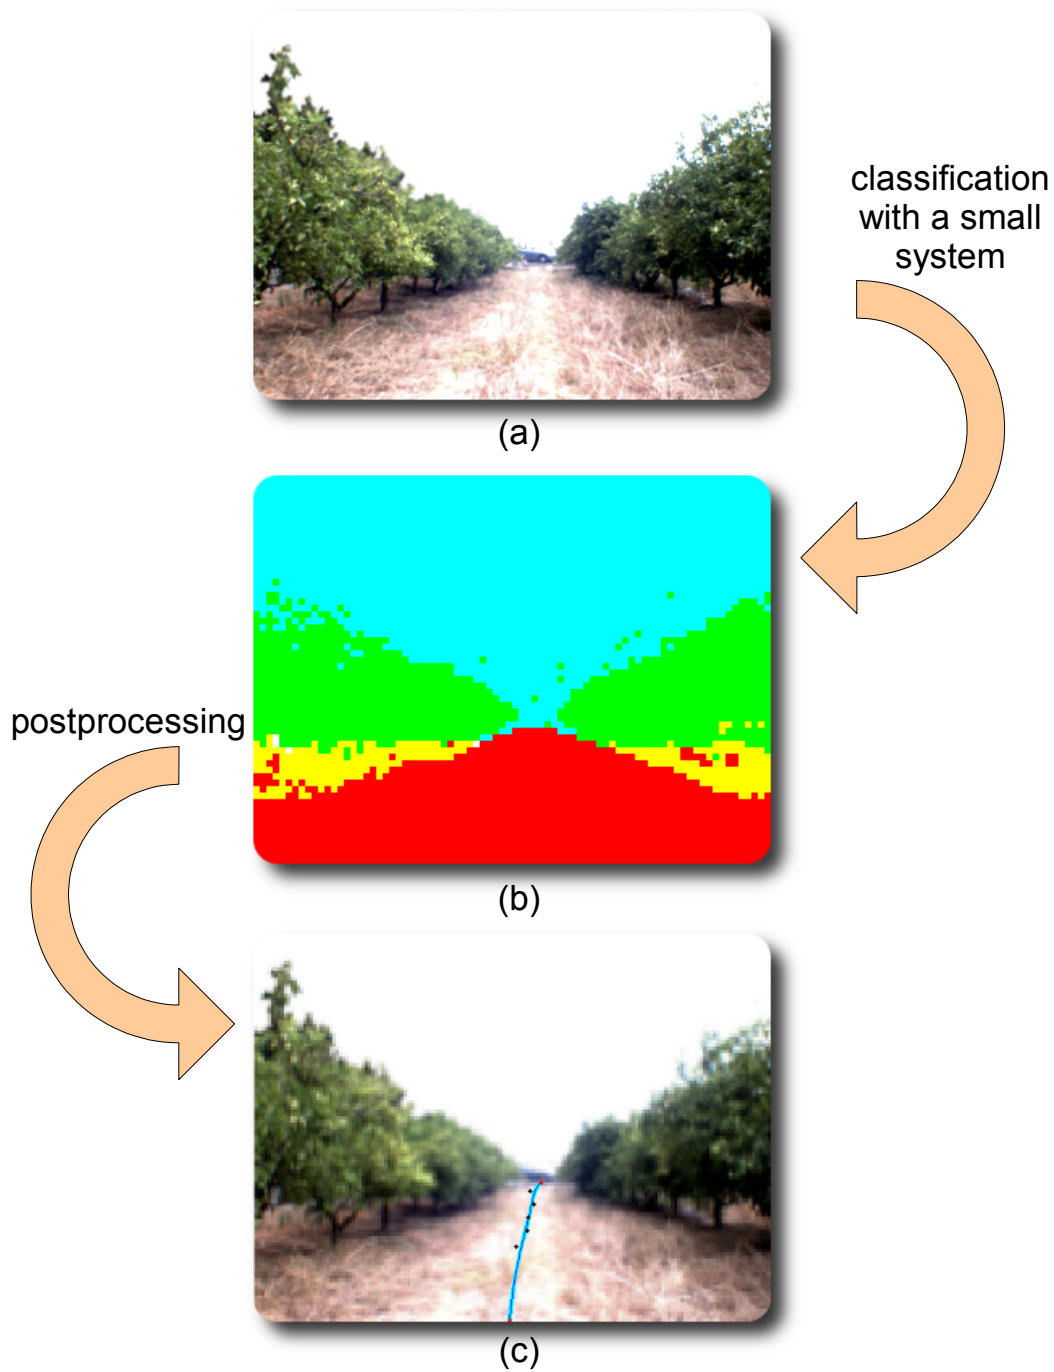 classification
with a small
system
(a)
postprocessing
(b)
(c)